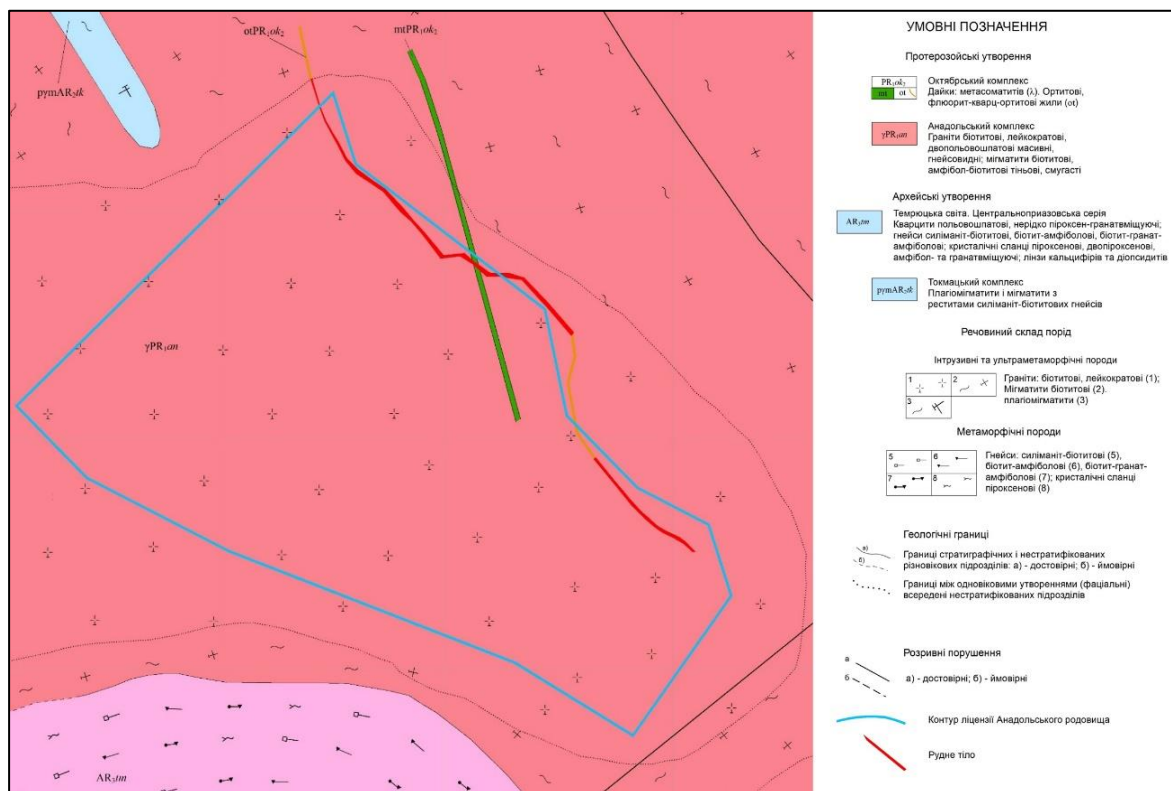 otPR₁ok₂
mtPR₁ok₂
pγmAR₂tk
γPR₁an
AR₃tm
УМОВНІ ПОЗНАЧЕННЯ
Протерозойські утворення
PR₁ok₂
mt
ot
Октябрський комплекс
Дайки: метасоматитів (λ). Ортитові,
флюорит-кварц-ортитові жили (ot)
γPR₁an
Анадольський комплекс
Граніти біотитові, лейкократові,
двопольовошпатові масивні,
гнейсовидні; мігматити біотитові,
амфібол-біотитові тіньові, смугасті
Архейські утворення
AR₃tm
Темрюцька світа. Центральноприазовська серія
Кварцити польовошпатові, нерідко піроксен-гранатвміщуючі;
гнейси силіманіт-біотитові, біотит-амфіболові, біотит-гранат-
амфіболові; кристалічні сланці піроксенові, двопіроксенові,
амфібол- та гранатвміщуючі; лінзи кальцифірів та діопсидитів
pγmAR₂tk
Токмацький комплекс
Плагіомігматити і мігматити з
реститами силіманіт-біотитових гнейсів
Речовиний склад порід
Інтрузивні та ультраметаморфічні породи
1
2
3
Граніти: біотитові, лейкократові (1);
Мігматити біотитові (2).
плагіомігматити (3)
Метаморфічні породи
5
6
7
8
Гнейси: силіманіт-біотитові (5),
біотит-амфіболові (6), біотит-гранат-
амфіболові (7); кристалічні сланці
піроксенові (8)
Геологічні границі
а)
б)
Границі стратиграфічних і нестратифікованих
різновікових підрозділів: а) - достовірні; б) - ймовірні
Границі між одновіковими утвореннями (фаціальні)
всередені нестратифікованих підрозділів
Розривні порушення
а
б
а) - достовірні; б) - ймовірні
Контур ліцензії Анадольського родовища
Рудне тіло